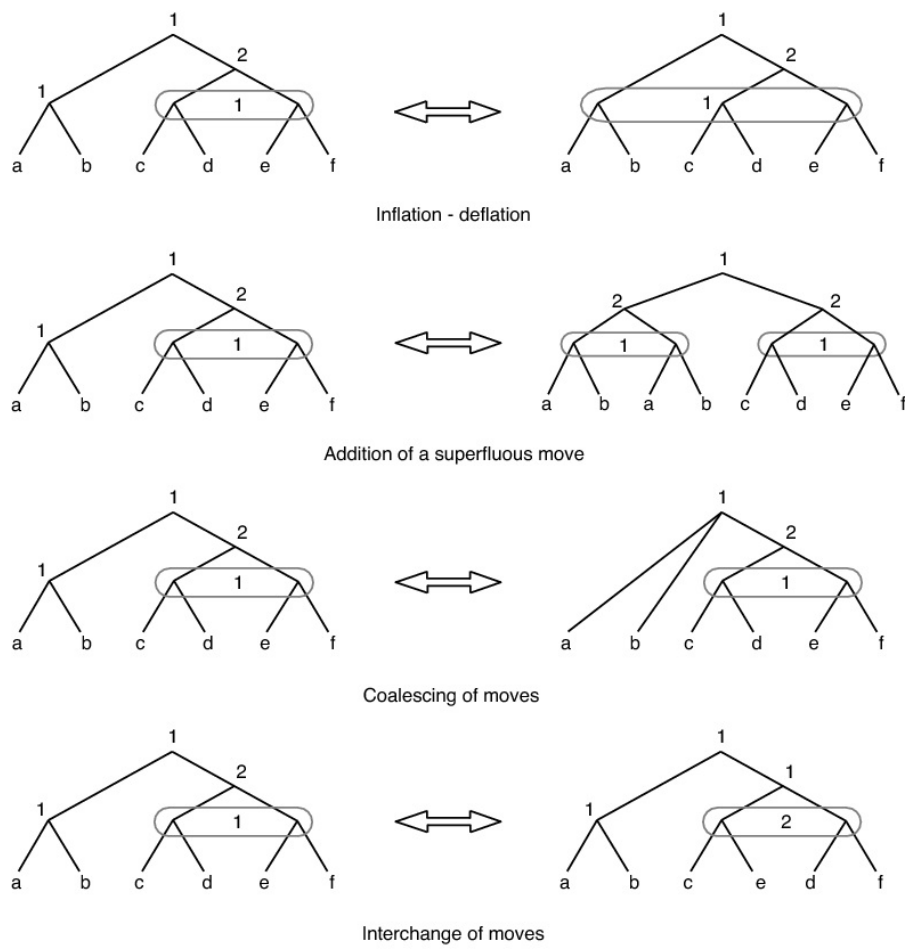 1 1
2 2
1 1 1
a b c d e f a b c d e f
Inflation - deflation
1 1
2 2 2
1 1 1 1
a b c d e f a b a b c d e f
Addition of a superfluous move
1 1
2 2
1 1 1
a b c d e f a b c d e f
Coalescing of moves
1 1
2 1
1 1 1 2
a b c d e f a b c e d f
Interchange of moves